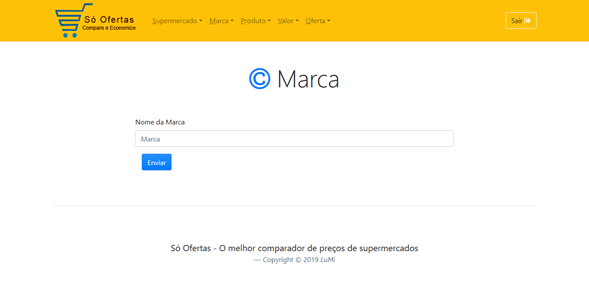 Só Ofertas
Compare e Economize
Supermercado Marca Produto Valor Oferta
Sair
© Marca
Nome da Marca
Marca
Enviar
Só Ofertas - O melhor comparador de preços de supermercados
— Copyright © 2019 LuMi